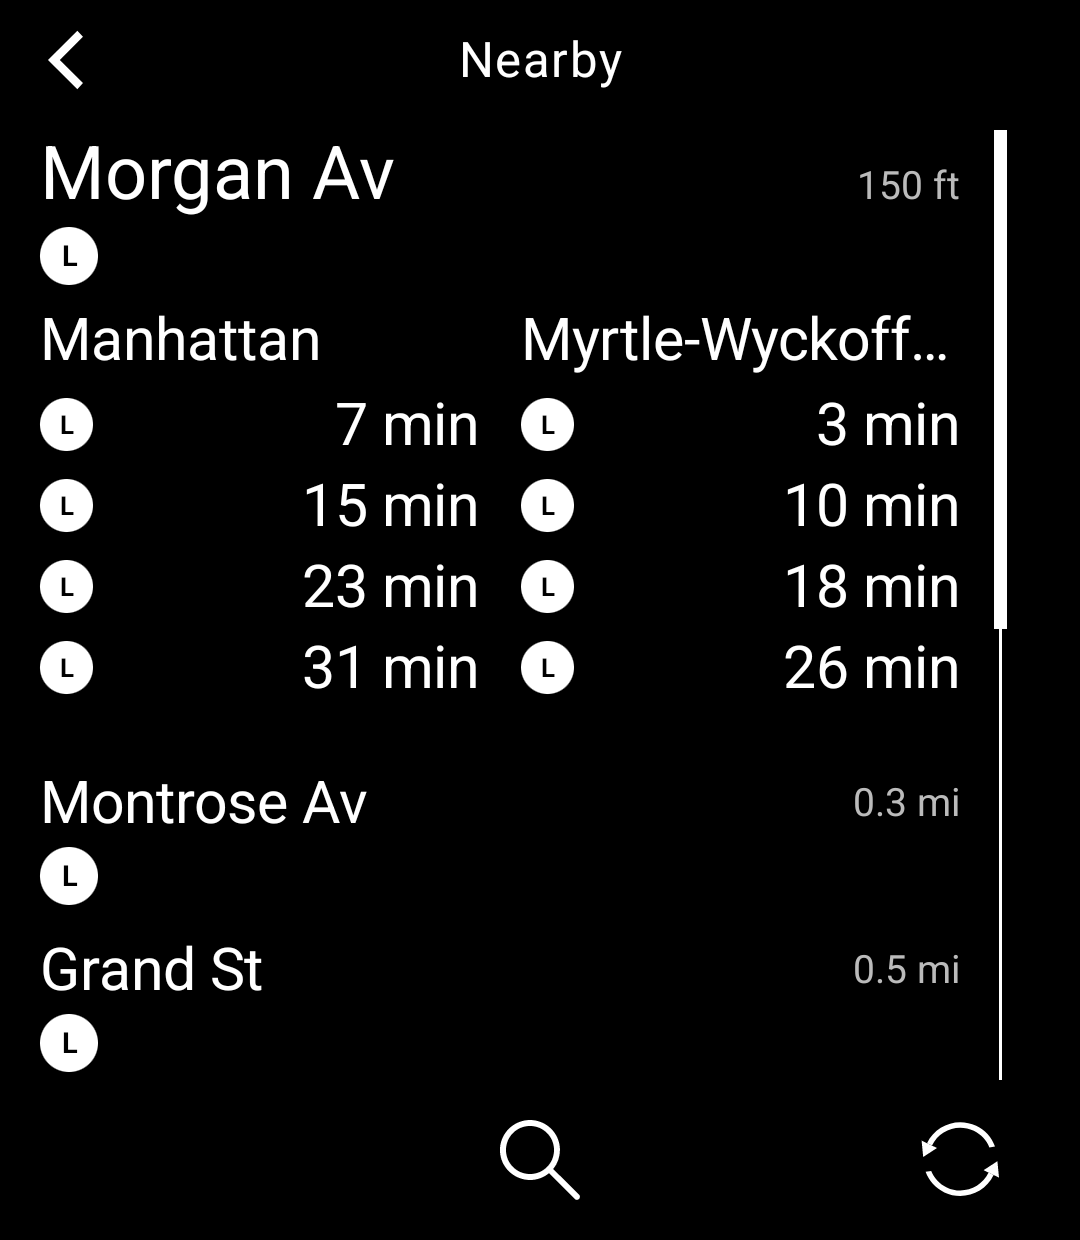 Nearby
Morgan Av 150 ft
L
Manhattan Myrtle-Wyckoff...
L 7 min L 3 min
L 15 min L 10 min
L 23 min L 18 min
L 31 min L 26 min
Montrose Av 0.3 mi
L
Grand St 0.5 mi
L